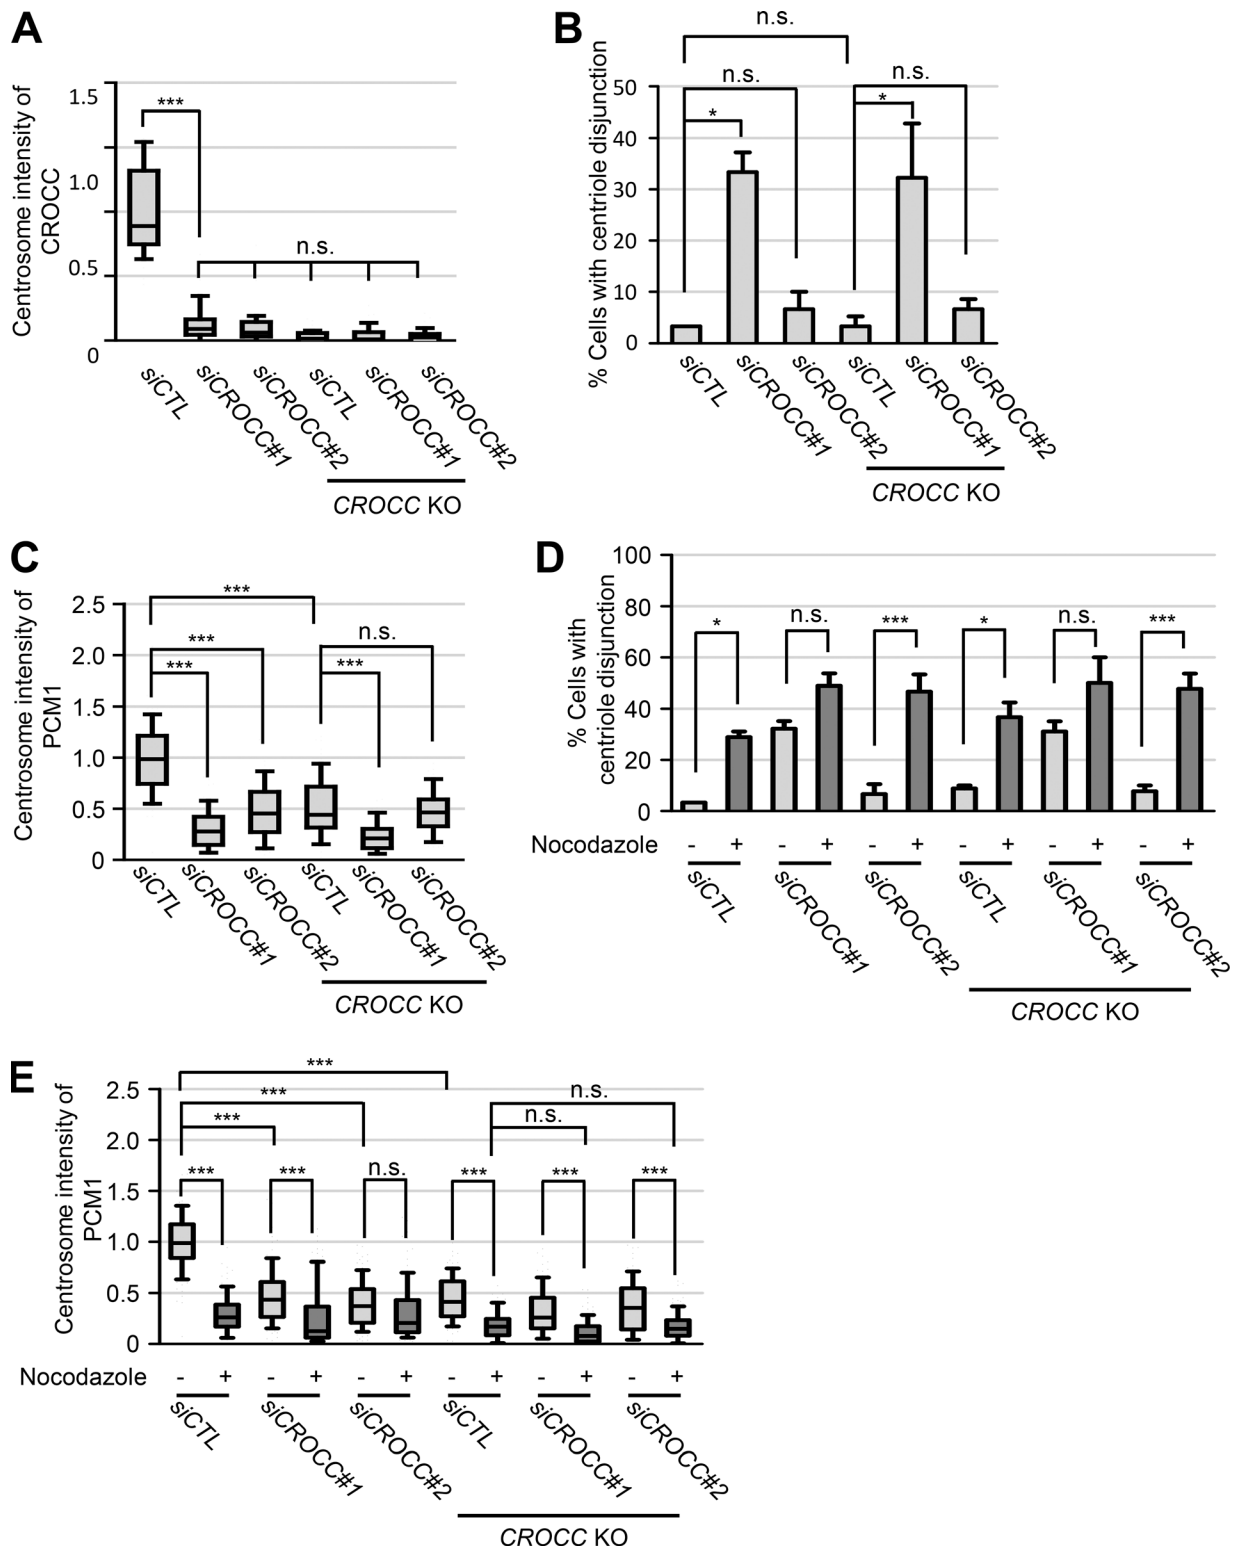 A
Centrosome intensity of
CROCC
1.5
1.0
0.5
0
***
n.s.
siCTL
siCROCC#1
siCROCC#2
siCTL
siCROCC#1
siCROCC#2
CROCC KO
B
% Cells with centriole disjunction
50
40
30
20
10
0
n.s.
n.s.
*
n.s.
*
siCTL
siCROCC#1
siCROCC#2
siCTL
siCROCC#1
siCROCC#2
CROCC KO
C
Centrosome intensity of
PCM1
2.5
2.0
1.5
1.0
0.5
0
***
***
***
n.s.
***
siCTL
siCROCC#1
siCROCC#2
siCTL
siCROCC#1
siCROCC#2
CROCC KO
D
% Cells with
centriole disjunction
100
80
60
40
20
0
*
n.s.
***
*
n.s.
***
Nocodazole - + - + - + - + - + - +
siCTL
siCROCC#1
siCROCC#2
siCTL
siCROCC#1
siCROCC#2
CROCC KO
E
Centrosome intensity of
PCM1
2.5
2.0
1.5
1.0
0.5
0
***
***
***
n.s.
n.s.
***
***
n.s.
***
***
***
Nocodazole - + - + - + - + - + - +
siCTL
siCROCC#1
siCROCC#2
siCTL
siCROCC#1
siCROCC#2
CROCC KO